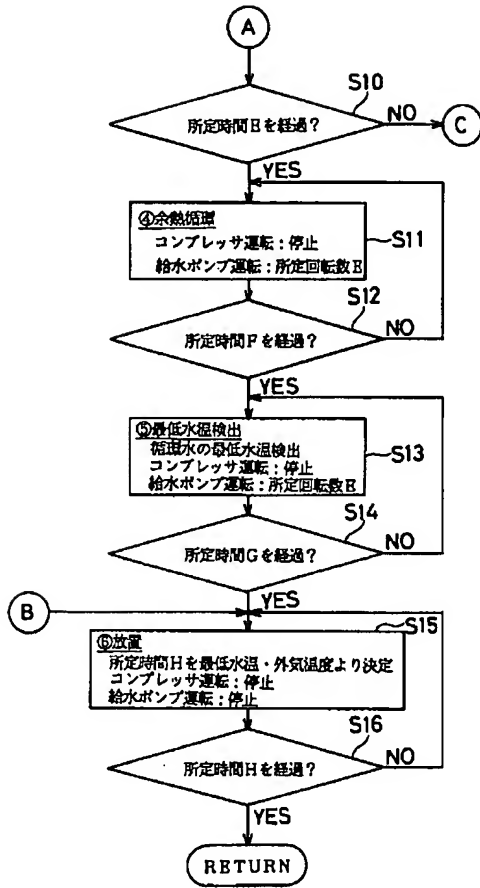 A
S10
所定時間Eを経過?
NO
C
YES
④余熱循環
コンプレッサ運転:停止
給水ポンプ運転:所定回転数E
S11
S12
所定時間Fを経過?
NO
YES
⑤最低水温検出
循環水の最低水温検出
コンプレッサ運転:停止
給水ポンプ運転:所定回転数E
S13
S14
所定時間Gを経過?
NO
YES
B
S15
⑥放置
所定時間Hを最低水温・外気温度より決定
コンプレッサ運転:停止
給水ポンプ運転:停止
S16
所定時間Hを経過?
NO
YES
RETURN